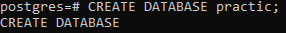 postgres=# CREATE DATABASE practic;
CREATE DATABASE